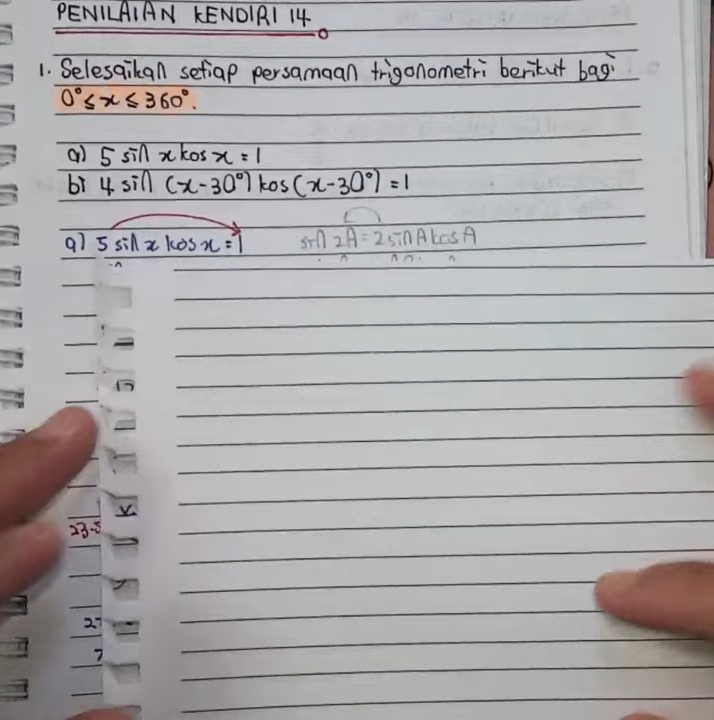 PENILAIAN KENDIRI 14
1. Selesaikan setiap persamaan trigonometri berikut bagi
0° ≤ x ≤ 360°.
a) 5 sin x kos x = 1
b) 4 sin (x-30°) kos (x-30°) = 1
a) 5 sin x kos x = 1 sin 2A = 2 sin A kos A